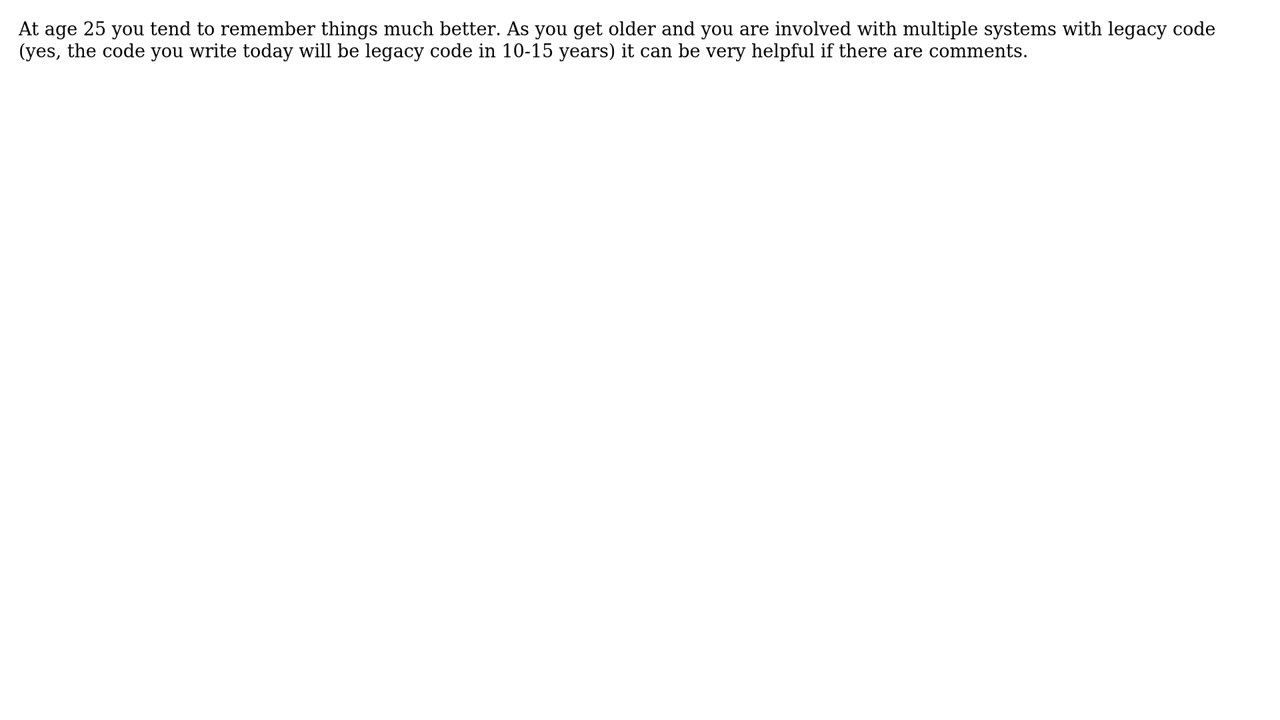 At age 25 you tend to remember things much better. As you get older and you are involved with multiple systems with legacy code
(yes, the code you write today will be legacy code in 10-15 years) it can be very helpful if there are comments.